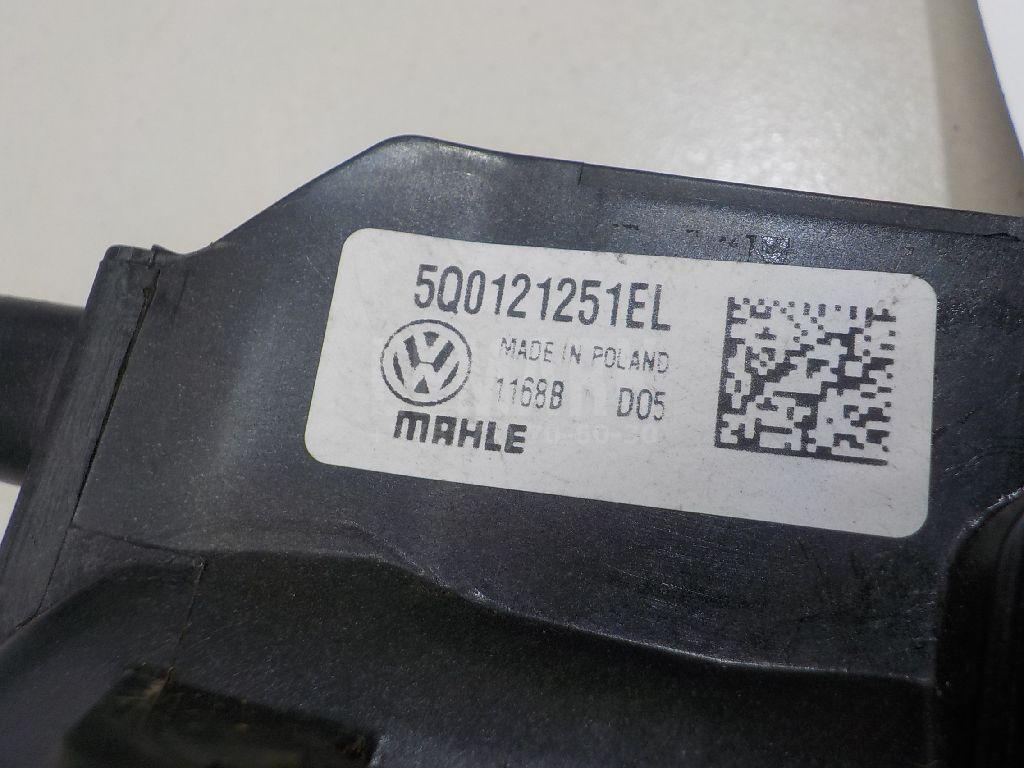 5Q0121251EL
MADE IN POLAND
1168B D05
MAHLE